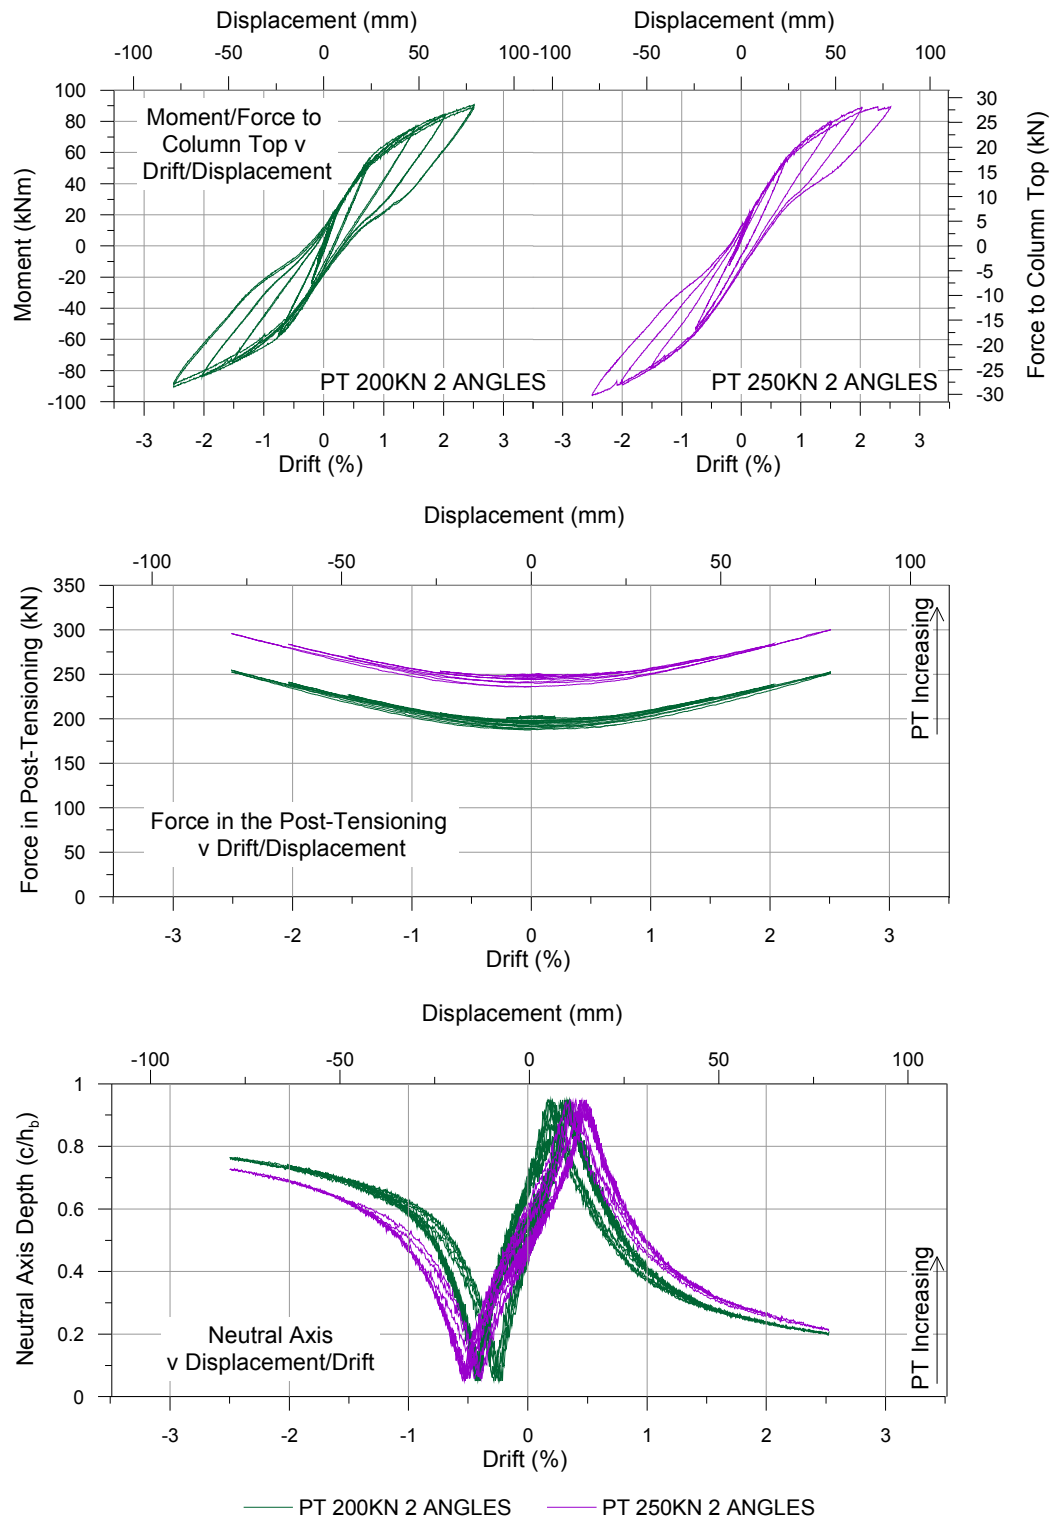 Displacement (mm)
Displacement (mm)
-100 -50 0 50 100
-100 -50 0 50 100
Moment/Force to
Column Top v
Drift/Displacement
Moment (kNm)
100
80
60
40
20
0
-20
-40
-60
-80
-100
PT 200KN 2 ANGLES
PT 250KN 2 ANGLES
30
25
20
15
10
5
0
-5
-10
-15
-20
-25
-30
Force to Column Top (kN)
-3 -2 -1 0 1 2 3
-3 -2 -1 0 1 2 3
Drift (%)
Drift (%)
Displacement (mm)
-100 -50 0 50 100
Force in Post-Tensioning (kN)
350
300
250
200
150
100
50
0
PT Increasing
Force in the Post-Tensioning
v Drift/Displacement
-3 -2 -1 0 1 2 3
Drift (%)
Displacement (mm)
-100 -50 0 50 100
Neutral Axis Depth (c/h_b)
1
0.8
0.6
0.4
0.2
0
PT Increasing
Neutral Axis
v Displacement/Drift
-3 -2 -1 0 1 2 3
Drift (%)
PT 200KN 2 ANGLES PT 250KN 2 ANGLES